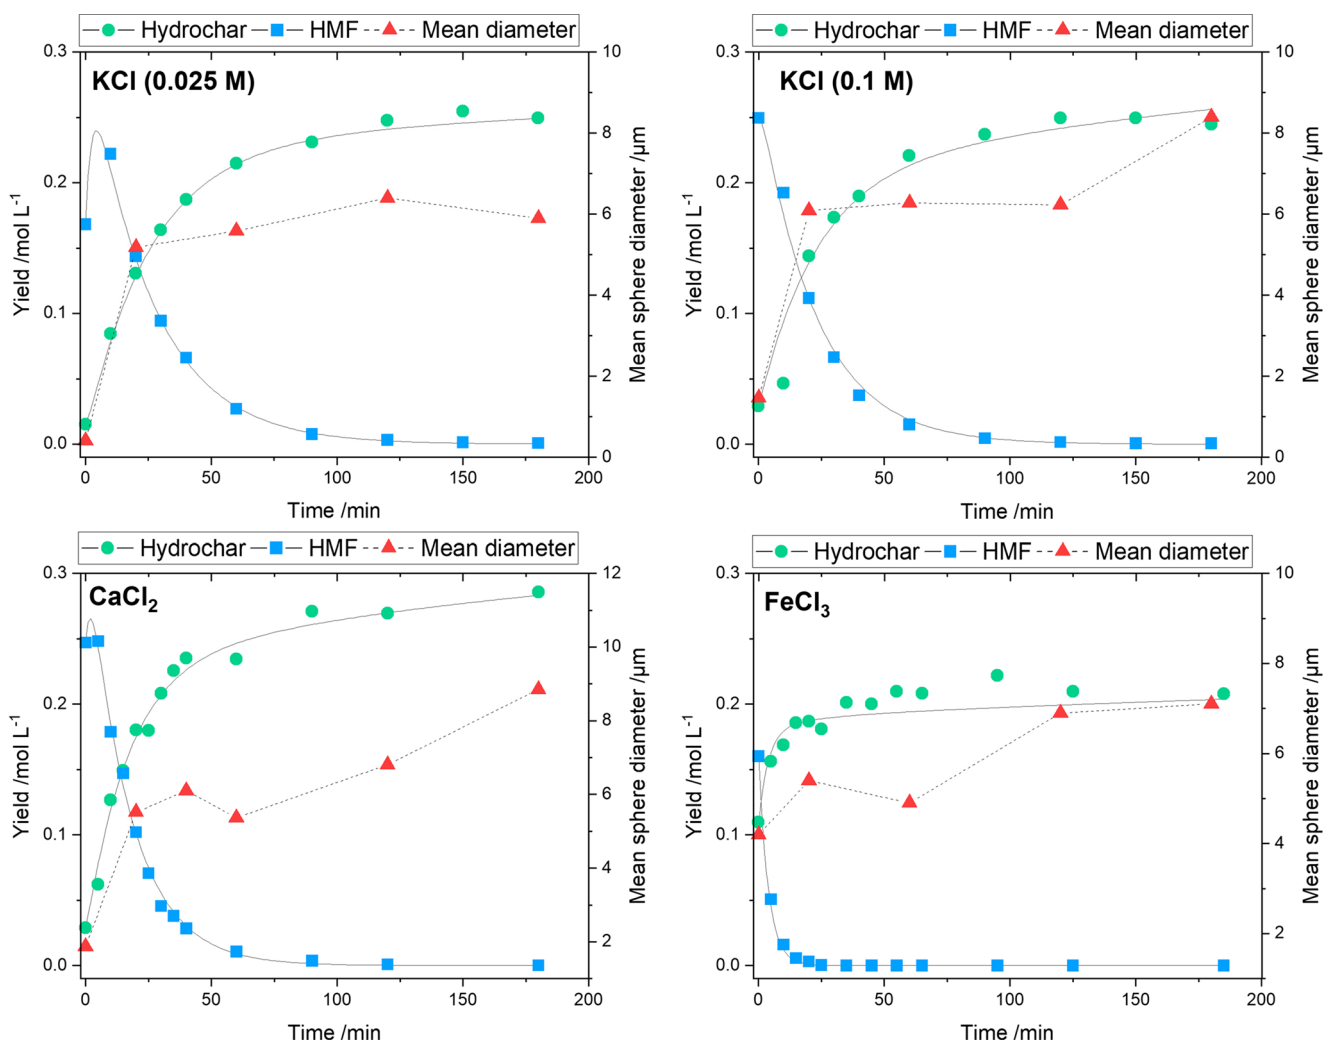 Hydrochar HMF Mean diameter
KCl (0.025 M)
0.3
0.2
0.1
0.0
Yield /mol L⁻¹
10
8
6
4
2
0
Mean sphere diameter /µm
0 50 100 150 200
Time /min
Hydrochar HMF Mean diameter
KCl (0.1 M)
0.3
0.2
0.1
0.0
Yield /mol L⁻¹
10
8
6
4
2
0
Mean sphere diameter /µm
0 50 100 150 200
Time /min
Hydrochar HMF Mean diameter
CaCl₂
0.3
0.2
0.1
0.0
Yield /mol L⁻¹
12
10
8
6
4
2
Mean sphere diameter /µm
0 50 100 150 200
Time /min
Hydrochar HMF Mean diameter
FeCl₃
0.3
0.2
0.1
0.0
Yield /mol L⁻¹
10
8
6
4
2
Mean sphere diameter /µm
0 50 100 150 200
Time /min